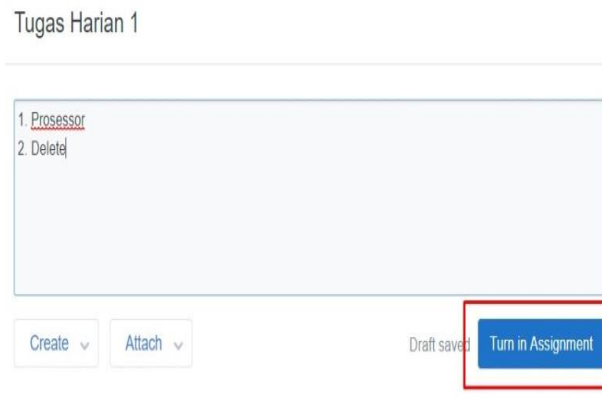 Tugas Harian 1
1. Prosessor
2. Delete
Create Attach Draft saved Turn in Assignment